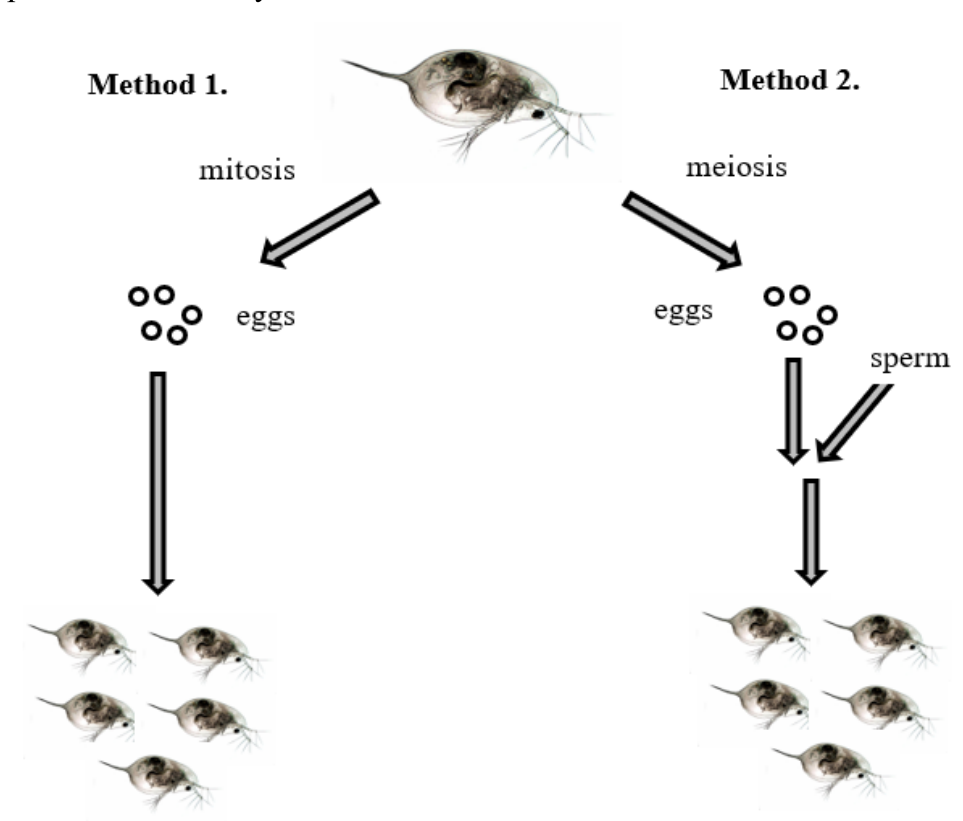 Method 1.
Method 2.
mitosis
meiosis
eggs
eggs
sperm